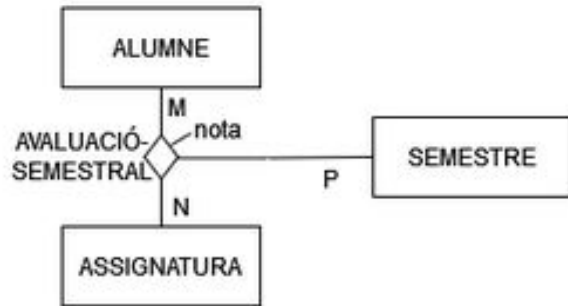 ALUMNE
M
nota
AVALUACIÓ-
SEMESTRAL
SEMESTRE
P
N
ASSIGNATURA